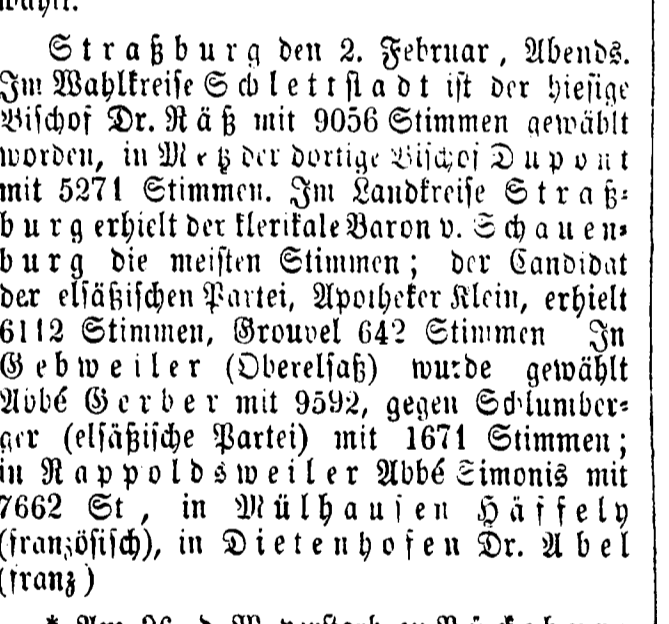 Straßburg den 2. Februar, Abends.
Im Wahlkreise Schlettstadt ist der hiesige
Bischof Dr. Räß mit 9056 Stimmen gewählt
worden, in Metz der dortige Bischof Dupont
mit 5271 Stimmen. Im Landkreise Straß-
burg erhielt der klerikale Baron v. Schauen-
burg die meisten Stimmen; der Candidat
der elsäßischen Partei, Apotheker Klein, erhielt
6112 Stimmen, Grouvel 642 Stimmen In
Gebweiler (Oberelsaß) wurde gewählt
Abbé Gerber mit 9592, gegen Schlumber-
ger (elsäßische Partei) mit 1671 Stimmen;
in Rappoldsweiler Abbé Simonis mit
7662 St, in Mülhausen Häffely
(französisch), in Dietenhofen Dr. Abel
(franz)